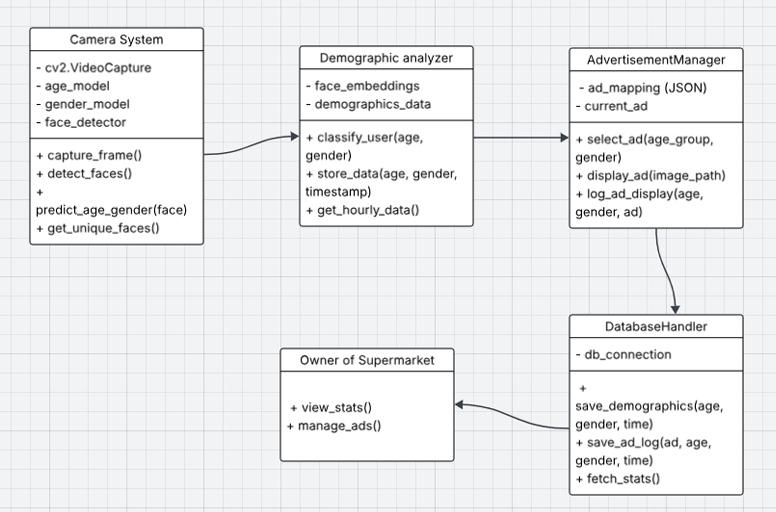 Camera System
- cv2.VideoCapture
- age_model
- gender_model
- face_detector
+ capture_frame()
+ detect_faces()
+
predict_age_gender(face)
+ get_unique_faces()
Demographic analyzer
- face_embeddings
- demographics_data
+ classify_user(age,
gender)
+ store_data(age, gender,
timestamp)
+ get_hourly_data()
AdvertisementManager
- ad_mapping (JSON)
- current_ad
+ select_ad(age_group,
gender)
+ display_ad(image_path)
+ log_ad_display(age,
gender, ad)
DatabaseHandler
- db_connection
+
save_demographics(age,
gender, time)
+ save_ad_log(ad, age,
gender, time)
+ fetch_stats()
Owner of Supermarket
+ view_stats()
+ manage_ads()